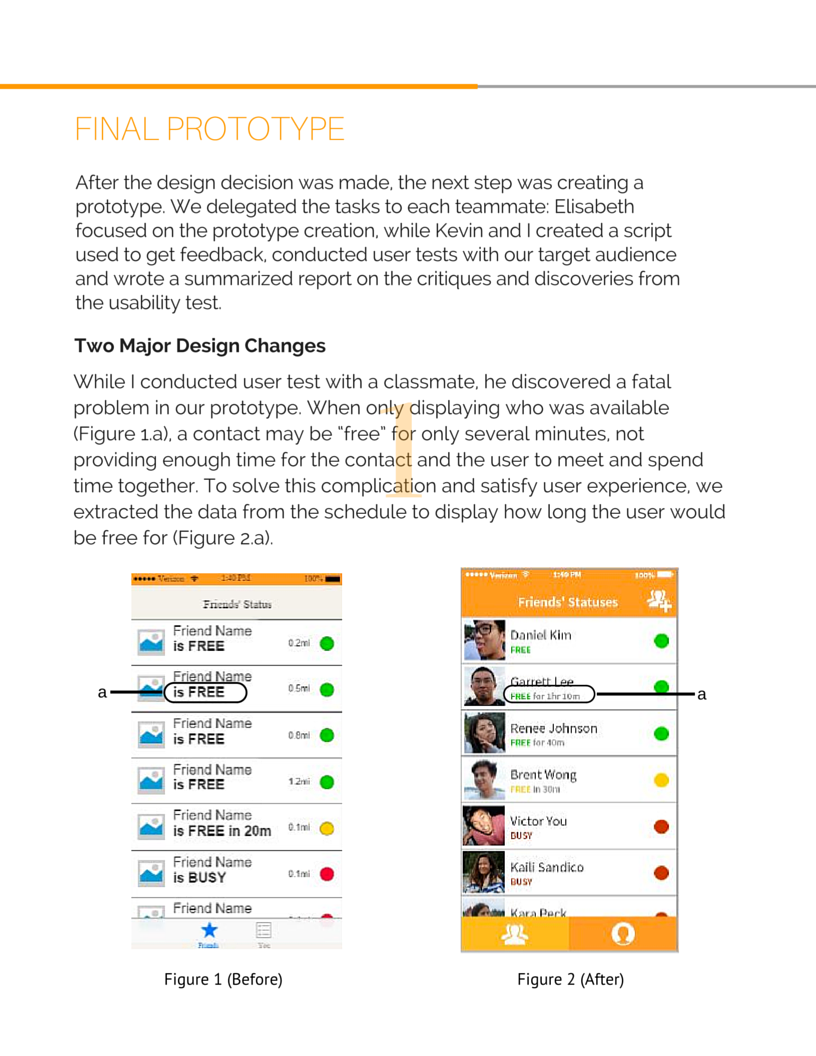 FINAL PROTOTYPE
After the design decision was made, the next step was creating a
prototype. We delegated the tasks to each teammate: Elisabeth
focused on the prototype creation, while Kevin and I created a script
used to get feedback, conducted user tests with our target audience
and wrote a summarized report on the critiques and discoveries from
the usability test.
Two Major Design Changes
1
While I conducted user test with a classmate, he discovered a fatal
problem in our prototype. When only displaying who was available
(Figure 1.a), a contact may be “free” for only several minutes, not
providing enough time for the contact and the user to meet and spend
time together. To solve this complication and satisfy user experience, we
extracted the data from the schedule to display how long the user would
be free for (Figure 2.a).
Verizon 1:40 PM 100%
Friends' Status
Friend Name
is FREE 0.2mi
Friend Name
a is FREE 0.5mi
Friend Name
is FREE 0.8mi
Friend Name
is FREE 1.2mi
Friend Name
is FREE in 20m 0.1mi
Friend Name
is BUSY 0.1mi
Friend Name
Friends You
Figure 1 (Before)
Verizon 1:40 PM 100%
Friends' Statuses
Daniel Kim
FREE
Garrett Lee
FREE for 1hr 10m a
Renee Johnson
FREE for 40m
Brent Wong
FREE in 30m
Victor You
BUSY
Kaili Sandico
BUSY
Kara Peck
Figure 2 (After)